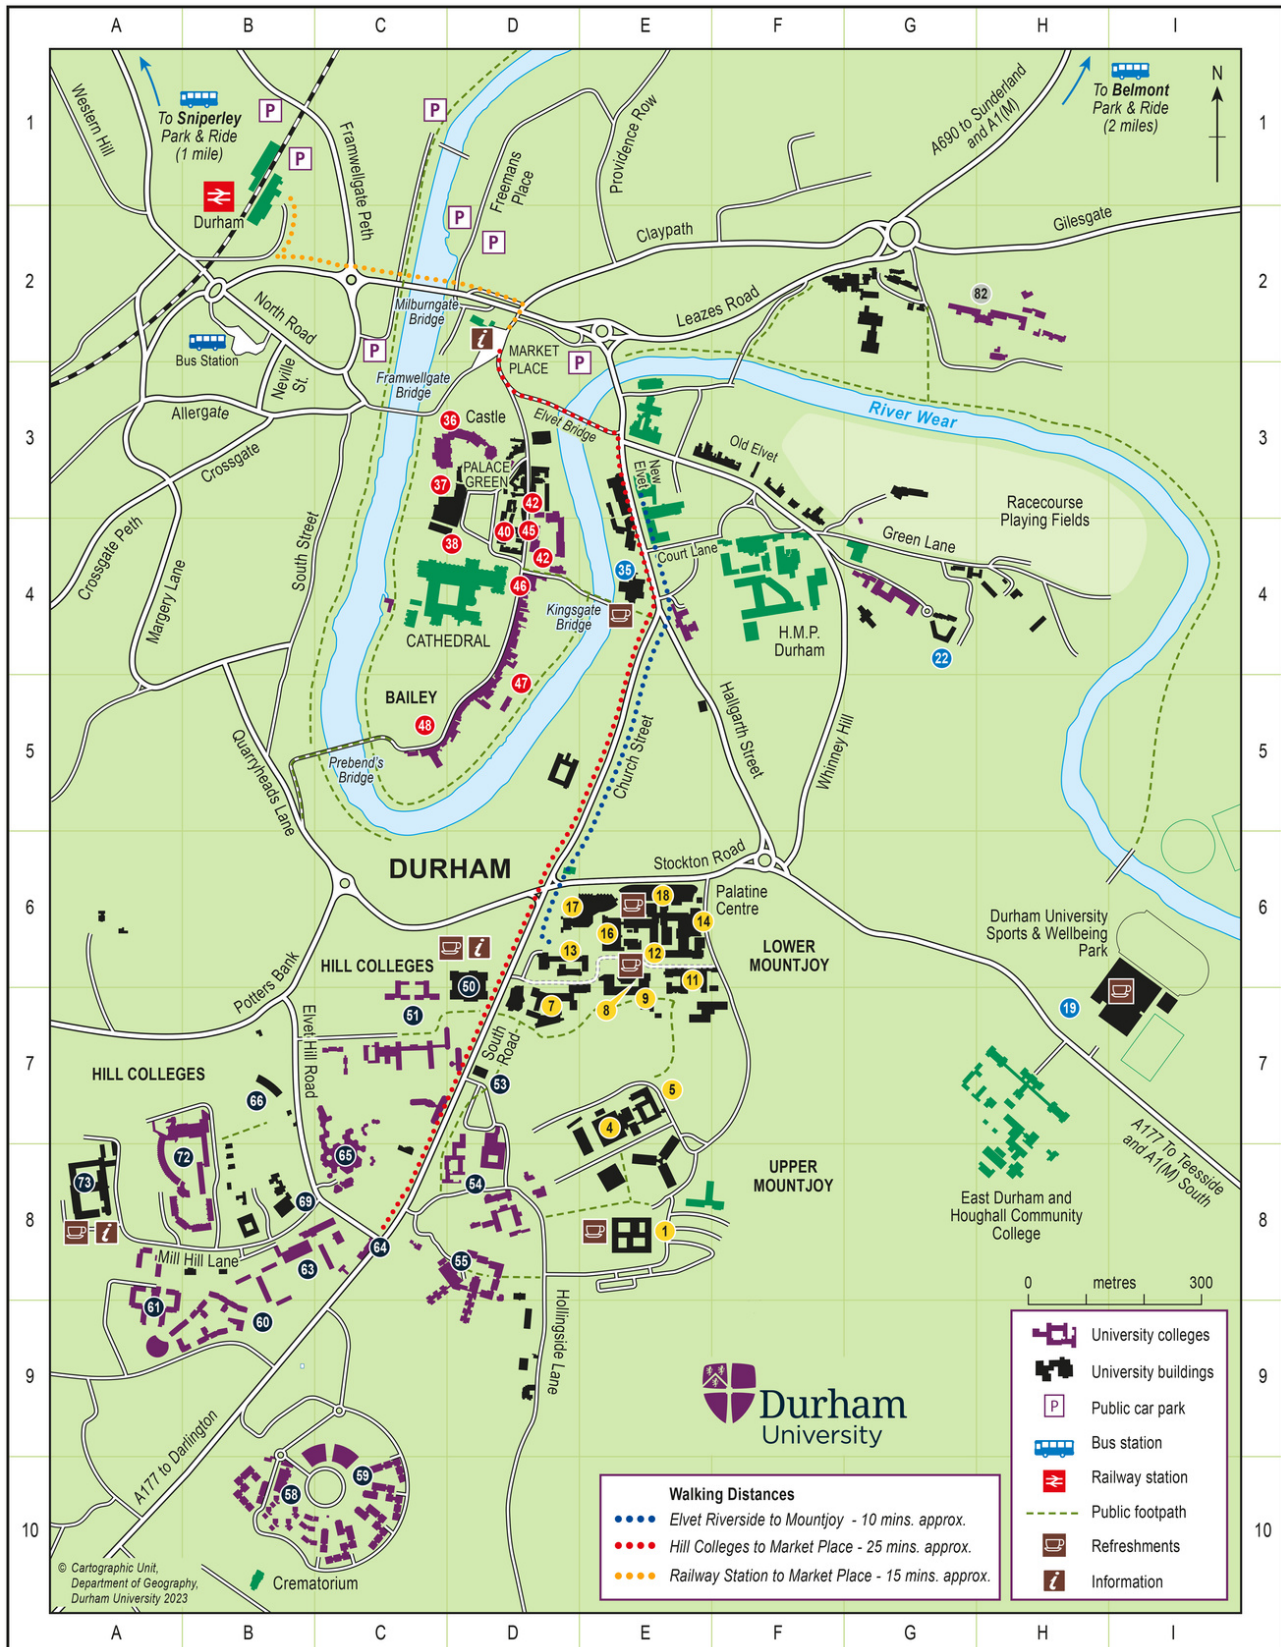 A B C D E F G H I
1
Western Hill
To Sniperley
Park & Ride
(1 mile)
P
P
P
Framwellgate Peth
Freemans
Place
Providence Row
A690 to Sunderland
and A1(M)
To Belmont
Park & Ride
(2 miles)
N
1
Durham
P
P
Claypath
Gilesgate
2
North Road
Milburngate
Bridge
Leazes Road
82
2
Bus Station
Neville
St.
P
i
MARKET
PLACE
P
Framwellgate
Bridge
Allergate
Crossgate
36
Castle
Elvet Bridge
River Wear
3
PALACE
GREEN
37
New
Elvet
Old Elvet
Racecourse
Playing Fields
3
Crossgate Peth
South Street
42
40
45
38
42
Court Lane
Green Lane
35
46
Margery Lane
4
Kingsgate
Bridge
CATHEDRAL
H.M.P.
Durham
22
4
BAILEY
47
48
Hallgarth Street
Whinney Hill
Church Street
5
Quarryheads Lane
Prebend's
Bridge
5
DURHAM
Stockton Road
Palatine
Centre
6
17
18
14
16
13
12
LOWER
MOUNTJOY
Durham University
Sports & Wellbeing
Park
6
HILL COLLEGES
i
Potters Bank
50
51
11
7
8
9
19
Elvet Hill Road
South
Road
7
HILL COLLEGES
66
53
5
4
A177 To Teesside
and A1(M) South
7
72
65
73
54
UPPER
MOUNTJOY
69
East Durham and
Houghall Community
College
8
i
Mill Hill Lane
64
63
55
1
8
0 metres 300
61
60
Hollingside Lane
9
University colleges
University buildings
Durham
University
P
Public car park
Bus station
9
A177 to Darlington
59
58
Railway station
Public footpath
Refreshments
i
Information
10
Walking Distances
Elvet Riverside to Mountjoy - 10 mins. approx.
Hill Colleges to Market Place - 25 mins. approx.
Railway Station to Market Place - 15 mins. approx.
10
© Cartographic Unit,
Department of Geography,
Durham University 2023
Crematorium
A B C D E F G H I